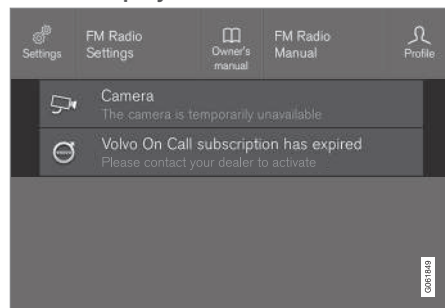 Settings
FM Radio
Settings
Owner's
manual
FM Radio
Manual
Profile
Camera
The camera is temporarily unavailable
Volvo On Call subscription has expired
Please contact your dealer to activate
G061849